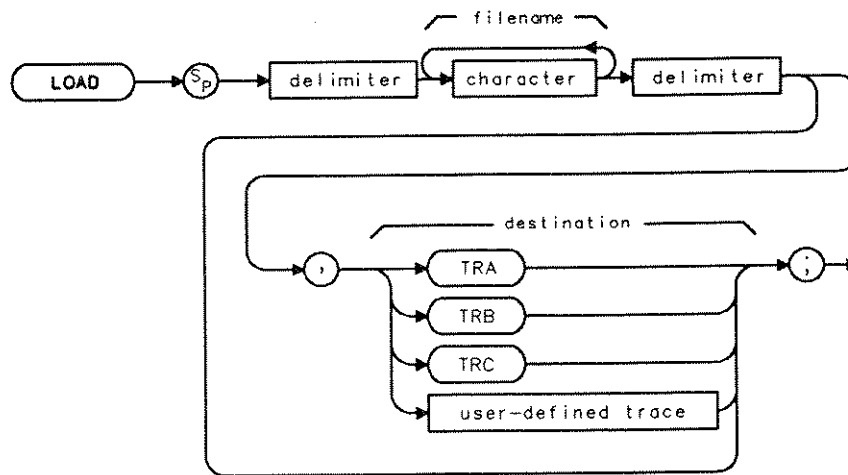 filename
LOAD SP delimiter character delimiter
destination
, TRA ;
TRB
TRC
user-defined trace